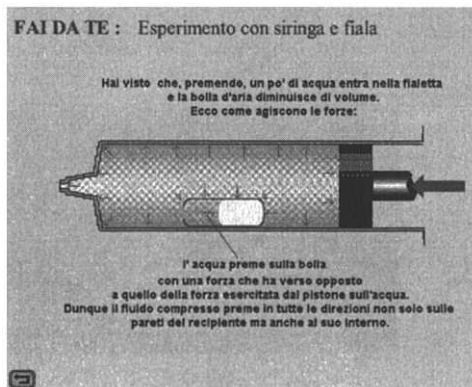 FAI DA TE : Esperimento con siringa e fiala
Hai visto che, premendo, un po' di acqua entra nella fialetta
e la bolla d'aria diminuisce di volume.
Ecco come agiscono le forze:
l' acqua preme sulla bolla
con una forza che ha verso opposto
a quello della forza esercitata dal pistone sull'acqua.
Dunque il fluido compresso preme in tutte le direzioni non solo sulle
pareti del recipiente ma anche al suo interno.